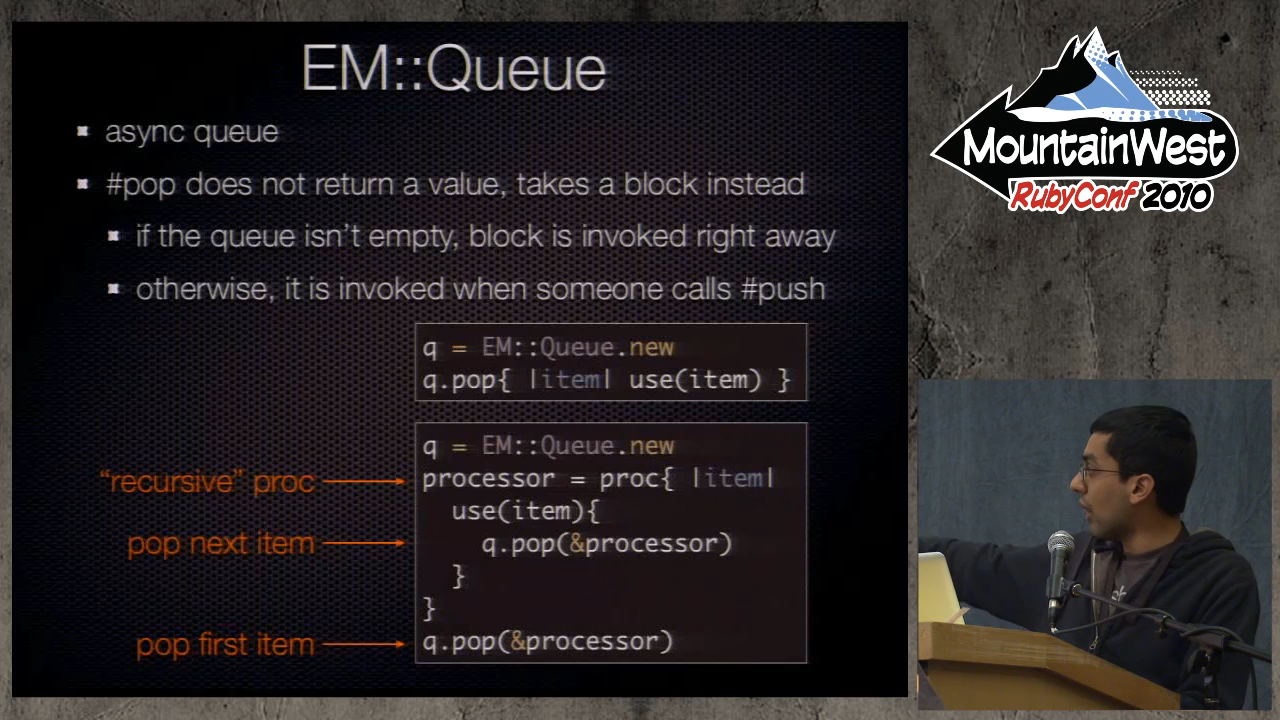 EM::Queue
async queue
#pop does not return a value, takes a block instead
if the queue isn't empty, block is invoked right away
otherwise, it is invoked when someone calls #push
q = EM::Queue.new
q.pop{ |item| use(item) }
q = EM::Queue.new
"recursive" proc
processor = proc{ |item|
use(item){
pop next item
q.pop(&processor)
}
}
pop first item
q.pop(&processor)
MountainWest
RubyConf 2010